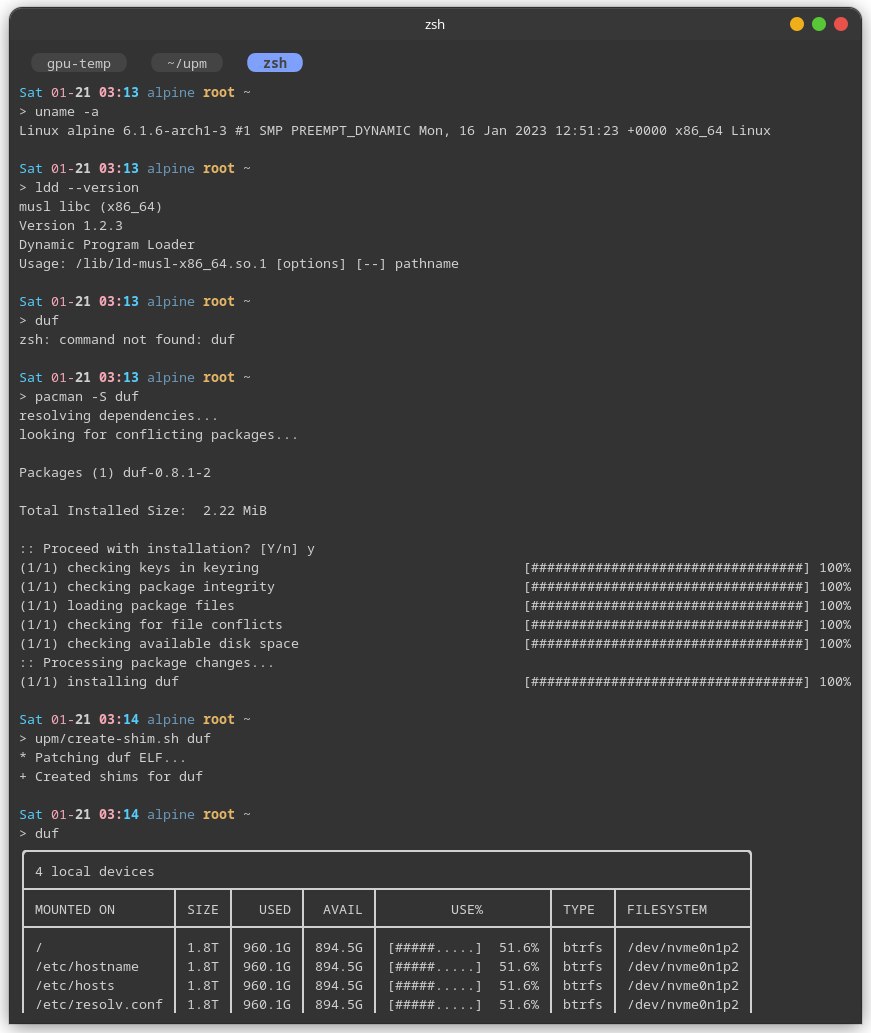 zsh
gpu-temp ~/upm zsh
Sat 01-21 03:13 alpine root ~
> uname -a
Linux alpine 6.1.6-arch1-3 #1 SMP PREEMPT_DYNAMIC Mon, 16 Jan 2023 12:51:23 +0000 x86_64 Linux
Sat 01-21 03:13 alpine root ~
> ldd --version
musl libc (x86_64)
Version 1.2.3
Dynamic Program Loader
Usage: /lib/ld-musl-x86_64.so.1 [options] [--] pathname
Sat 01-21 03:13 alpine root ~
> duf
zsh: command not found: duf
Sat 01-21 03:13 alpine root ~
> pacman -S duf
resolving dependencies...
looking for conflicting packages...
Packages (1) duf-0.8.1-2
Total Installed Size:  2.22 MiB
:: Proceed with installation? [Y/n] y
(1/1) checking keys in keyring [##################################] 100%
(1/1) checking package integrity [##################################] 100%
(1/1) loading package files [##################################] 100%
(1/1) checking for file conflicts [##################################] 100%
(1/1) checking available disk space [##################################] 100%
:: Processing package changes...
(1/1) installing duf [##################################] 100%
Sat 01-21 03:14 alpine root ~
> upm/create-shim.sh duf
* Patching duf ELF...
+ Created shims for duf
Sat 01-21 03:14 alpine root ~
> duf
4 local devices
MOUNTED ON SIZE USED AVAIL USE% TYPE FILESYSTEM
/ 1.8T 960.1G 894.5G [#####.....] 51.6% btrfs /dev/nvme0n1p2
/etc/hostname 1.8T 960.1G 894.5G [#####.....] 51.6% btrfs /dev/nvme0n1p2
/etc/hosts 1.8T 960.1G 894.5G [#####.....] 51.6% btrfs /dev/nvme0n1p2
/etc/resolv.conf 1.8T 960.1G 894.5G [#####.....] 51.6% btrfs /dev/nvme0n1p2